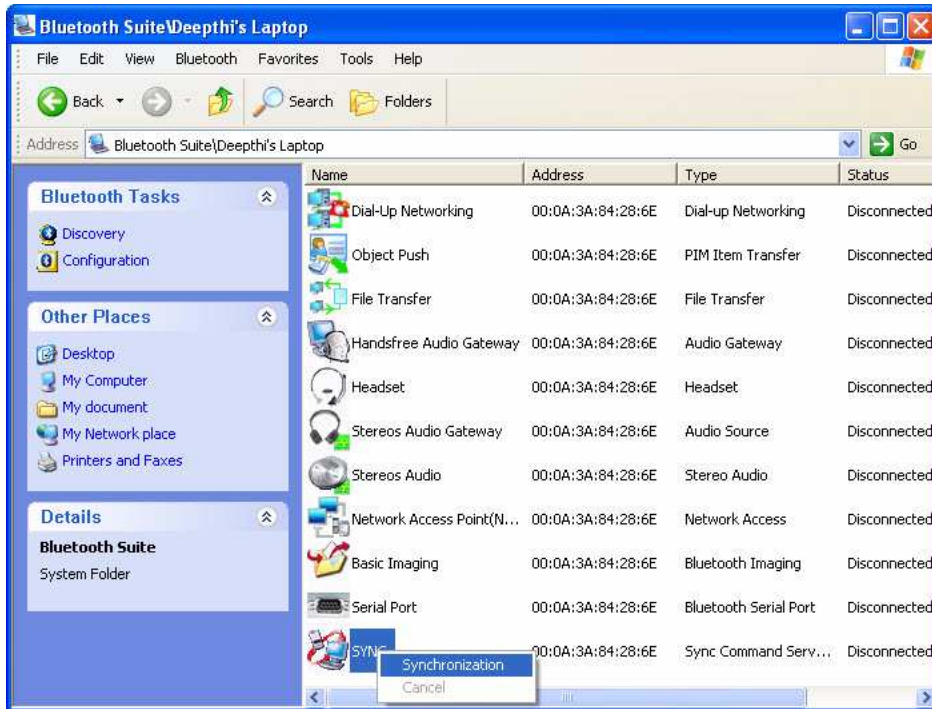 Bluetooth Suite\Deepthi's Laptop
File Edit View Bluetooth Favorites Tools Help
Back Search Folders
Address Bluetooth Suite\Deepthi's Laptop Go
Bluetooth Tasks
Discovery
Configuration
Other Places
Desktop
My Computer
My document
My Network place
Printers and Faxes
Details
Bluetooth Suite
System Folder
Name Address Type Status
Dial-Up Networking 00:0A:3A:84:28:6E Dial-up Networking Disconnected
Object Push 00:0A:3A:84:28:6E PIM Item Transfer Disconnected
File Transfer 00:0A:3A:84:28:6E File Transfer Disconnected
Handsfree Audio Gateway 00:0A:3A:84:28:6E Audio Gateway Disconnected
Headset 00:0A:3A:84:28:6E Headset Disconnected
Stereos Audio Gateway 00:0A:3A:84:28:6E Audio Source Disconnected
Stereos Audio 00:0A:3A:84:28:6E Stereo Audio Disconnected
Network Access Point(N... 00:0A:3A:84:28:6E Network Access Disconnected
Basic Imaging 00:0A:3A:84:28:6E Bluetooth Imaging Disconnected
Serial Port 00:0A:3A:84:28:6E Bluetooth Serial Port Disconnected
SYNC 00:0A:3A:84:28:6E Sync Command Serv... Disconnected
Synchronization
Cancel